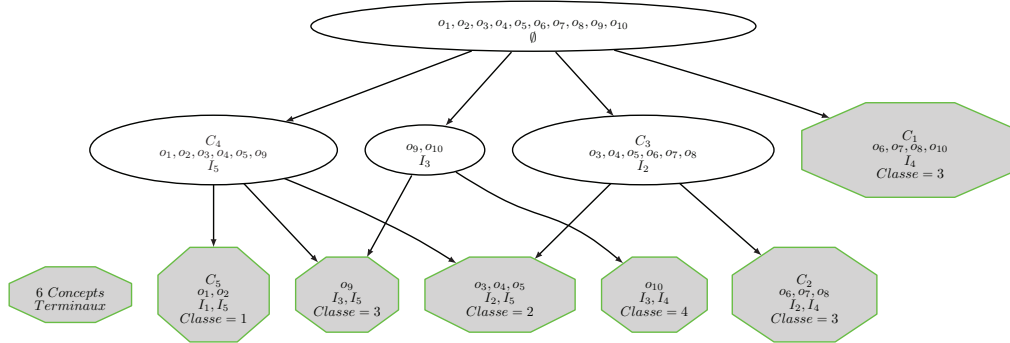 o₁, o₂, o₃, o₄, o₅, o₆, o₇, o₈, o₉, o₁₀
∅
C₄
o₁, o₂, o₃, o₄, o₅, o₉
I₅
o₉, o₁₀
I₃
C₃
o₃, o₄, o₅, o₆, o₇, o₈
I₂
C₁
o₆, o₇, o₈, o₁₀
I₄
Classe = 3
6 Concepts
Terminaux
C₅
o₁, o₂
I₁, I₅
Classe = 1
o₉
I₃, I₅
Classe = 3
o₃, o₄, o₅
I₂, I₅
Classe = 2
o₁₀
I₃, I₄
Classe = 4
C₂
o₆, o₇, o₈
I₂, I₄
Classe = 3